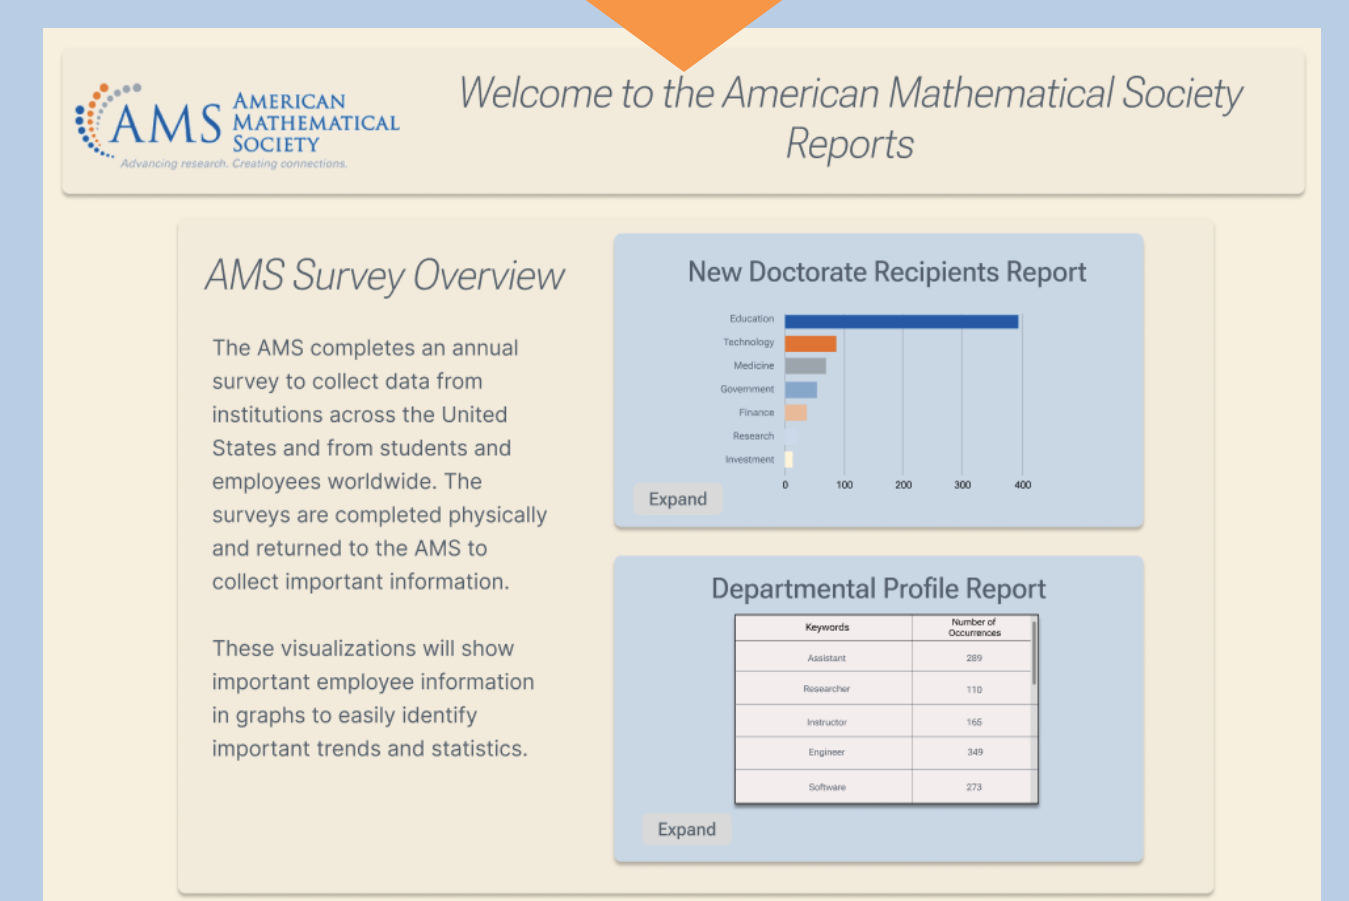 AMS
AMERICAN
MATHEMATICAL
SOCIETY
Advancing research. Creating connections.
Welcome to the American Mathematical Society
Reports
AMS Survey Overview
The AMS completes an annual
survey to collect data from
institutions across the United
States and from students and
employees worldwide. The
surveys are completed physically
and returned to the AMS to
collect important information.
These visualizations will show
important employee information
in graphs to easily identify
important trends and statistics.
New Doctorate Recipients Report
Education
Technology
Medicine
Government
Finance
Research
Investment
0 100 200 300 400
Expand
Departmental Profile Report
Keywords Number of
Occurrences
Assistant 289
Researcher 110
Instructor 165
Engineer 349
Software 273
Expand